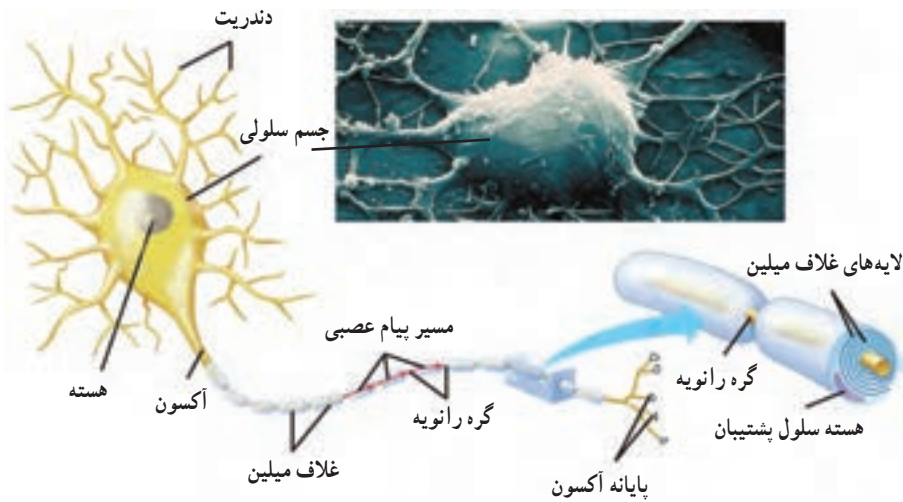 دندریت
جسم سلولی
لایه‌های غلاف میلین
مسیر پیام عصبی
گره رانویه
هسته
آکسون
گره رانویه
هسته سلول پشتیبان
غلاف میلین
پایانه آکسون